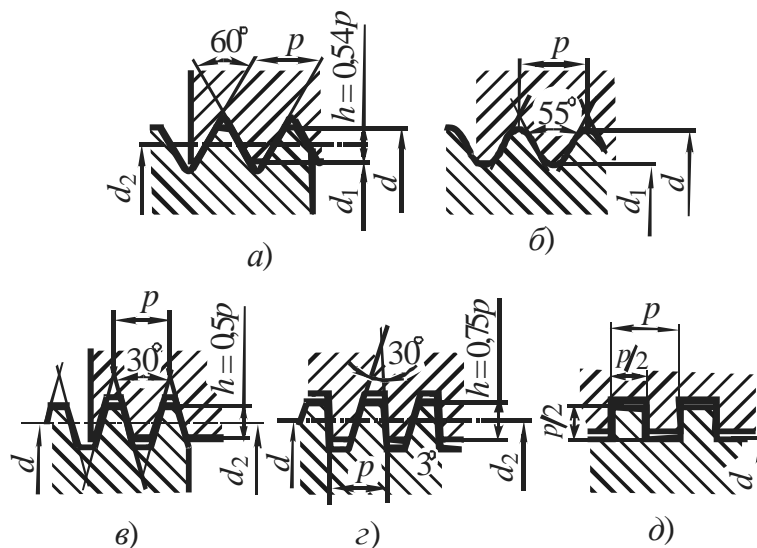 60° p h = 0,54p
d₂ d₁ d
а)
p
55°
d₁ d
б)
p h = 0,5p
30°
d d₂
в)
30° h = 0,75p
3°
d p d₂
г)
p
p/2
p/2
d
д)